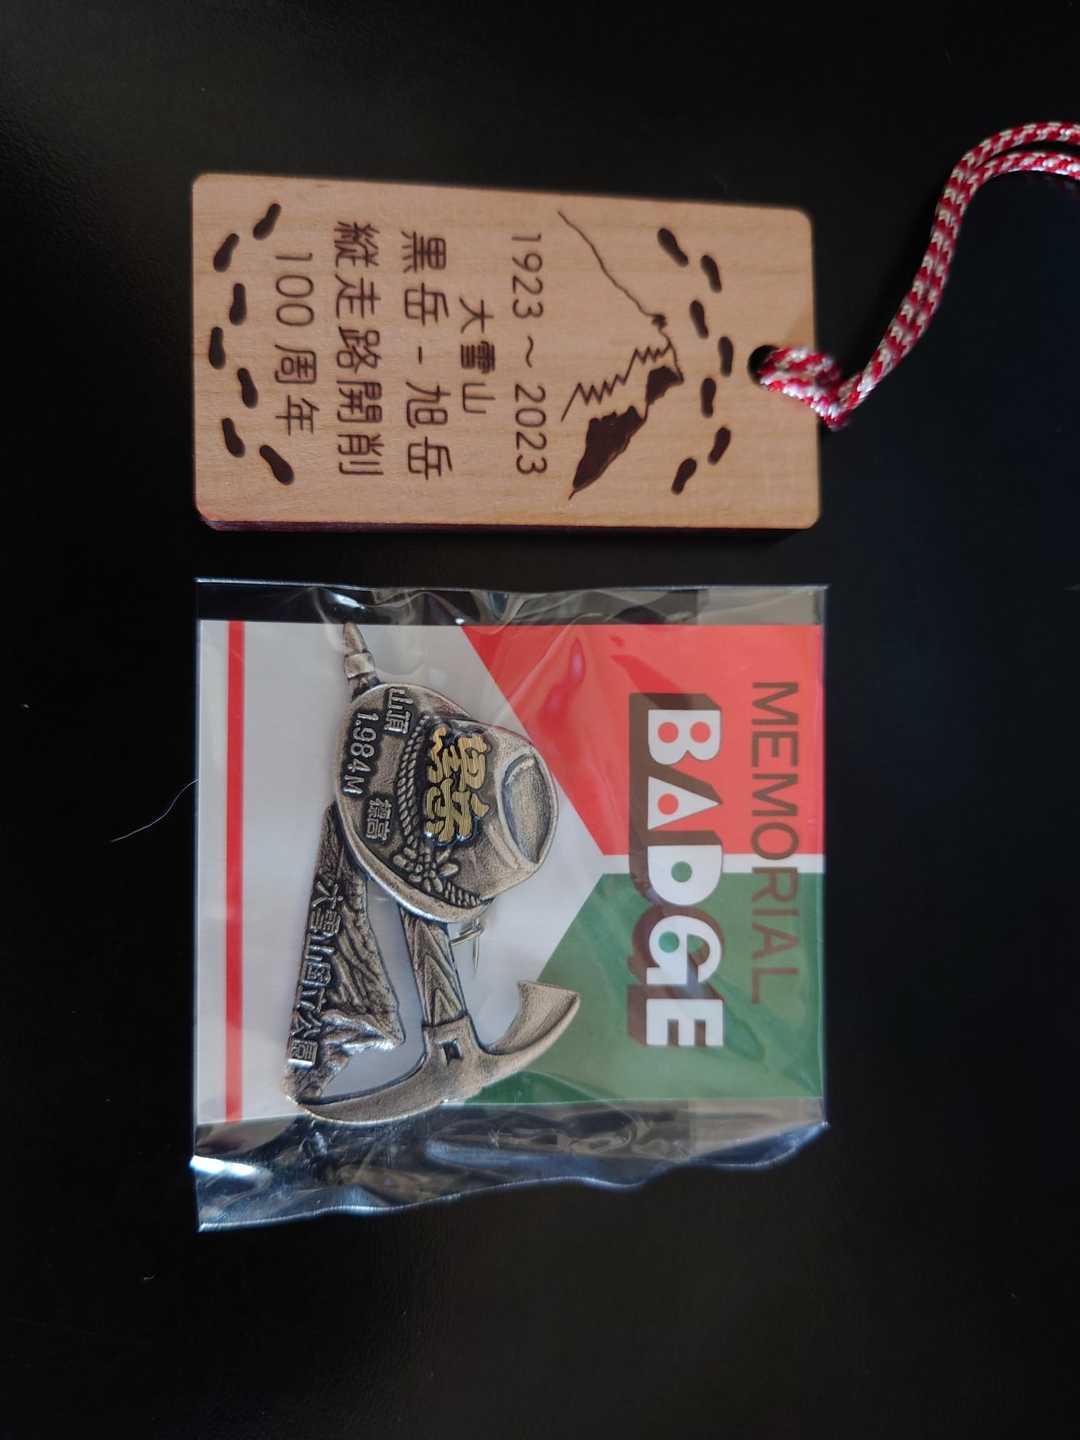 1923～2023
大雪山
黒岳-旭岳
縦走路開削
100周年
MEMORIAL
BADGE
黒岳
山頂
1.984M
標高
大雪山国立公園